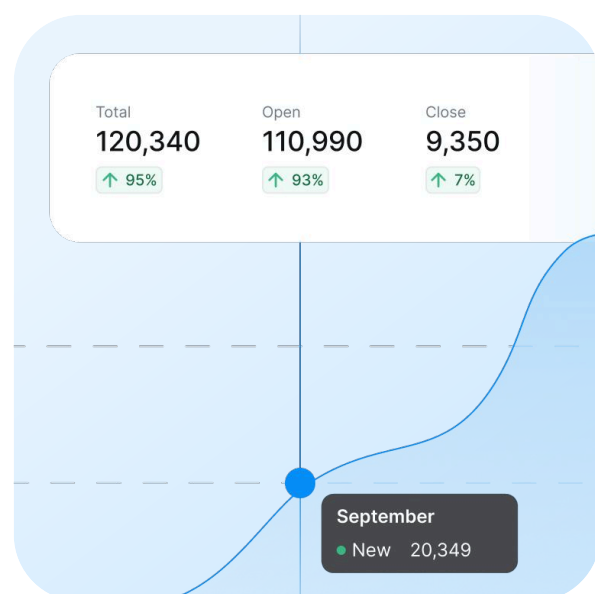 Total Open Close
120,340 110,990 9,350
↑ 95% ↑ 93% ↑ 7%
September
New 20,349